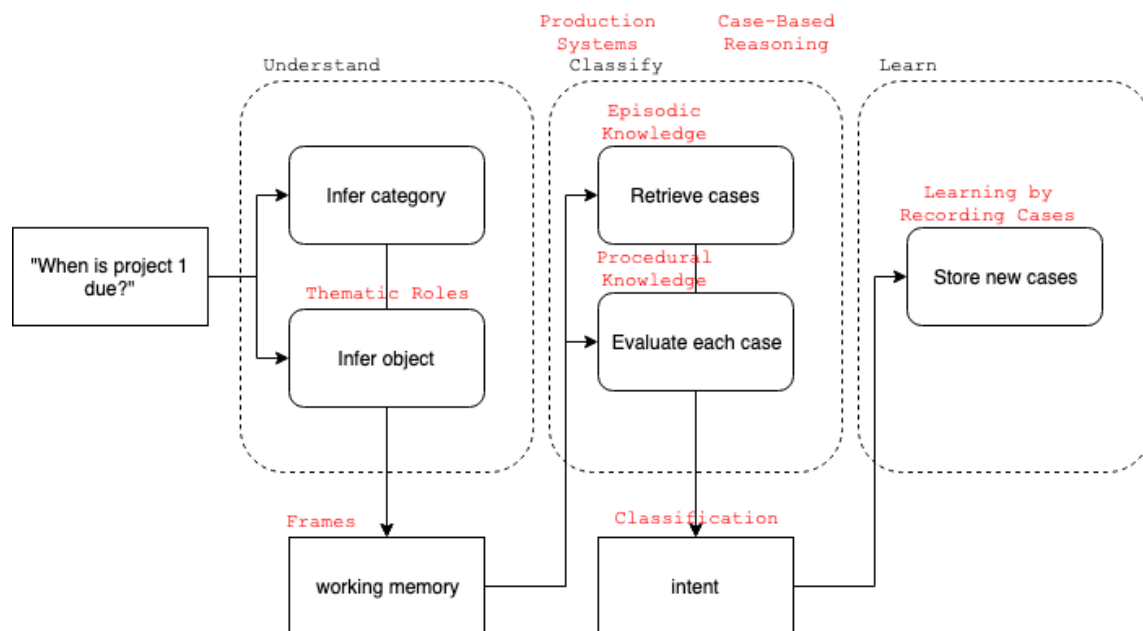 Production
Systems
Case-Based
Reasoning
Understand
Classify
Learn
Episodic
Knowledge
Infer category
Retrieve cases
Learning by
Recording Cases
"When is project 1
due?"
Procedural
Knowledge
Store new cases
Thematic Roles
Infer object
Evaluate each case
Frames
Classification
working memory
intent